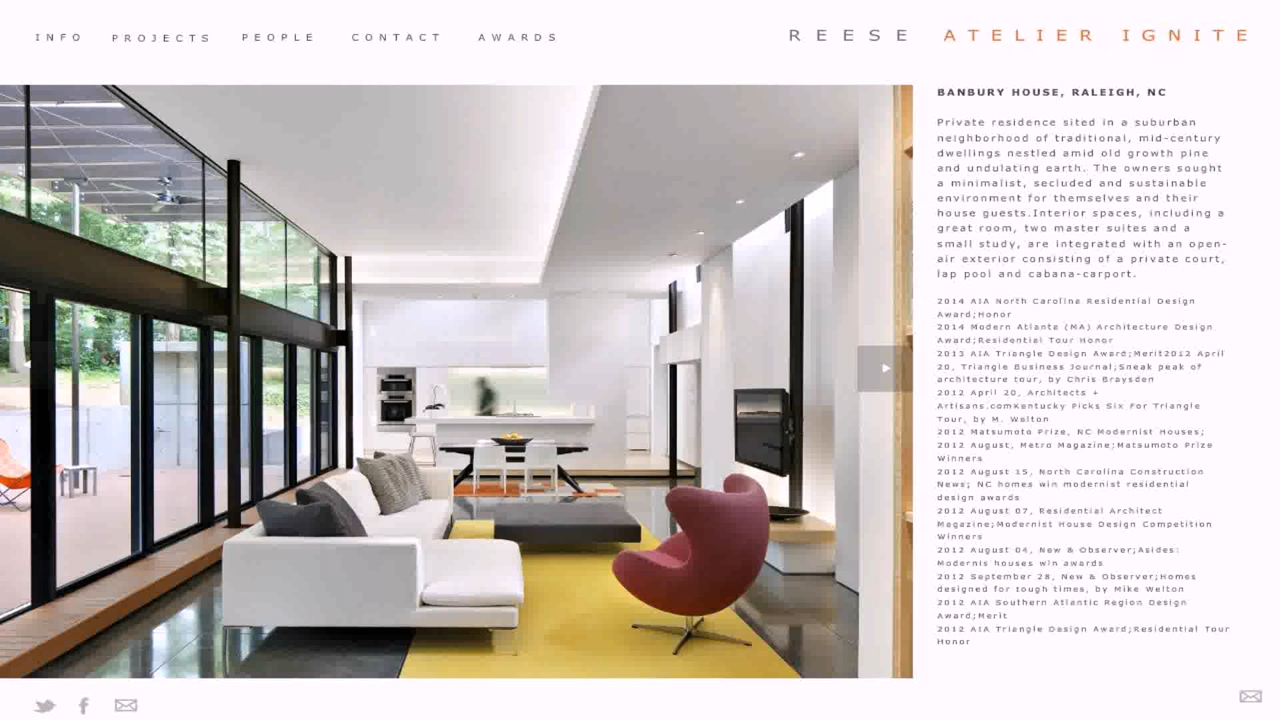 INFO PROJECTS PEOPLE CONTACT AWARDS REESE ATELIER IGNITE
BANBURY HOUSE, RALEIGH, NC
Private residence sited in a suburban
neighborhood of traditional, mid-century
dwellings nestled amid old growth pine
and undulating earth. The owners sought
a minimalist, secluded and sustainable
environment for themselves and their
house guests.Interior spaces, including a
great room, two master suites and a
small study, are integrated with an open-
air exterior consisting of a private court,
lap pool and cabana-carport.
2014 AIA North Carolina Residential Design
Award;Honor
2014 Modern Atlanta (MA) Architecture Design
Award;Residential Tour Honor
2013 AIA Triangle Design Award;Merit2012 April
20, Triangle Business Journal;Sneak peak of
architecture tour, by Chris Baysden
2012 April 20, Architects +
Artisans.comKentucky Picks Six For Triangle
Tour, by M. Welton
2012 Matsumoto Prize, NC Modernist Houses;
2012 August, Metro Magazine;Matsumoto Prize
Winners
2012 August 15, North Carolina Construction
News; NC homes win modernist residential
design awards
2012 August 07, Residential Architect
Magazine;Modernist House Design Competition
Winners
2012 August 04, New & Observer;Asides:
Modernis houses win awards
2012 September 28, New & Observer;Homes
designed for tough times, by Mike Welton
2012 AIA Southern Atlantic Region Design
Award;Merit
2012 AIA Triangle Design Award;Residential Tour
Honor